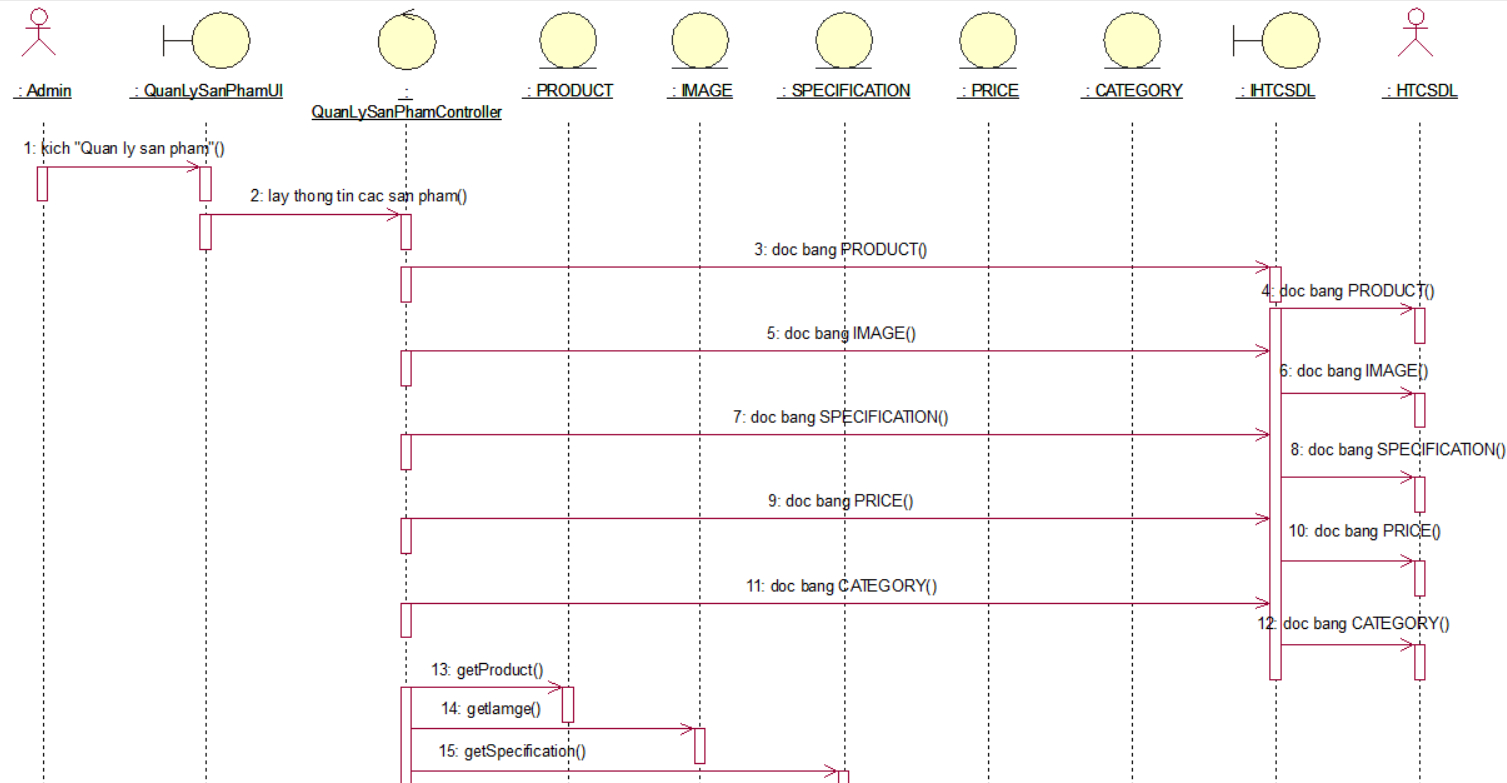 : Admin
: QuanLySanPhamUI
:
QuanLySanPhamController
: PRODUCT
: IMAGE
: SPECIFICATION
: PRICE
: CATEGORY
: IHTCSDL
: HTCSDL
1: kich "Quan ly san pham"()
2: lay thong tin cac san pham()
3: doc bang PRODUCT()
4: doc bang PRODUCT()
5: doc bang IMAGE()
6: doc bang IMAGE()
7: doc bang SPECIFICATION()
8: doc bang SPECIFICATION()
9: doc bang PRICE()
10: doc bang PRICE()
11: doc bang CATEGORY()
12: doc bang CATEGORY()
13: getProduct()
14: getIamge()
15: getSpecification()